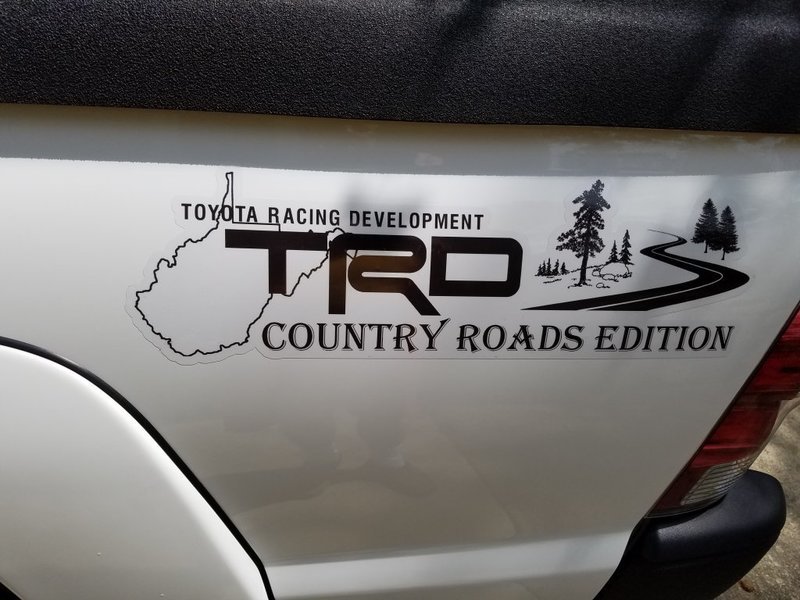 TOYOTA RACING DEVELOPMENT
TRD
COUNTRY ROADS EDITION